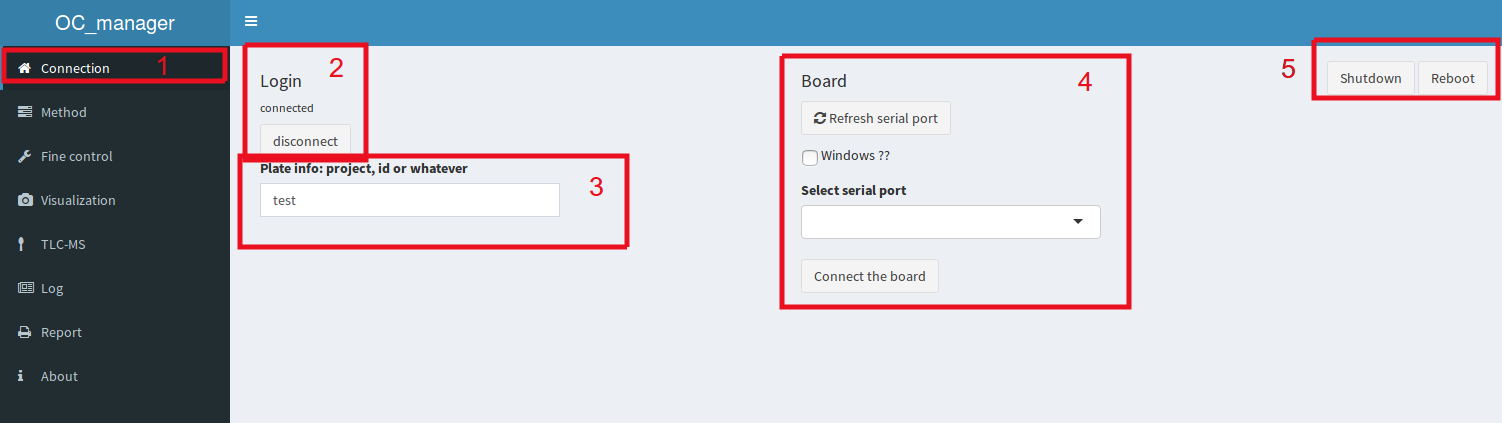 OC_manager
Connection 1
Method
Fine control
Visualization
TLC-MS
Log
Report
About
Login 2
connected
disconnect
Plate info: project, id or whatever
3
test
Board 4
Refresh serial port
Windows ??
Select serial port
Connect the board
5 Shutdown Reboot